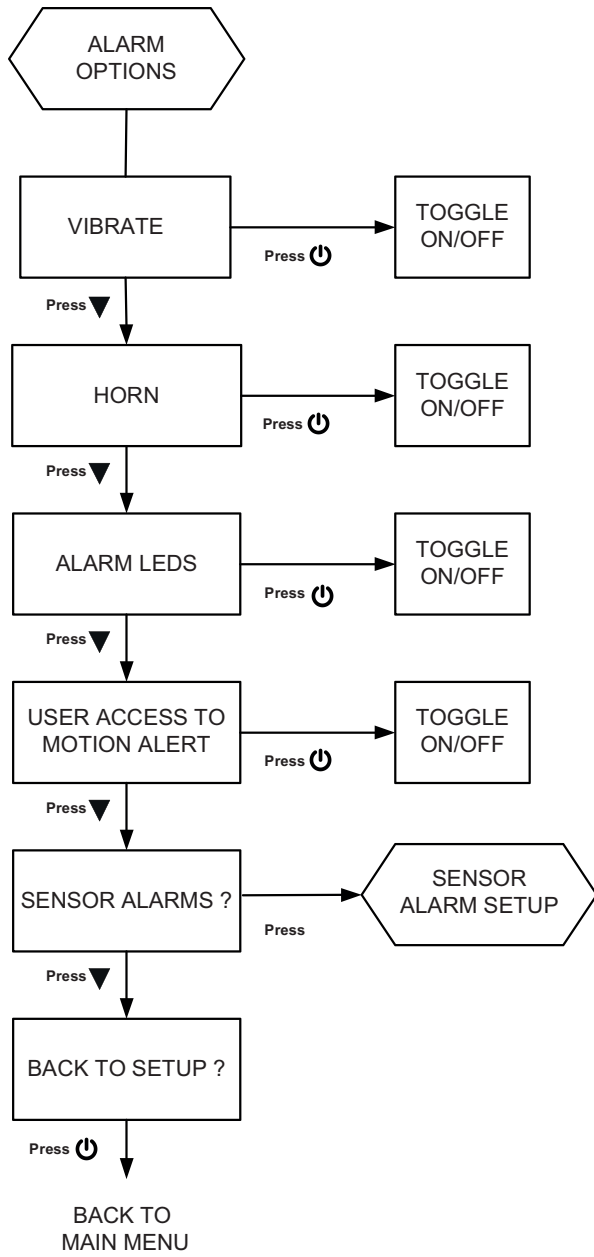 ALARM
OPTIONS
VIBRATE
Press
TOGGLE
ON/OFF
Press
HORN
Press
TOGGLE
ON/OFF
Press
ALARM LEDS
Press
TOGGLE
ON/OFF
Press
USER ACCESS TO
MOTION ALERT
Press
TOGGLE
ON/OFF
Press
SENSOR ALARMS ?
Press
SENSOR
ALARM SETUP
Press
BACK TO SETUP ?
Press
BACK TO
MAIN MENU